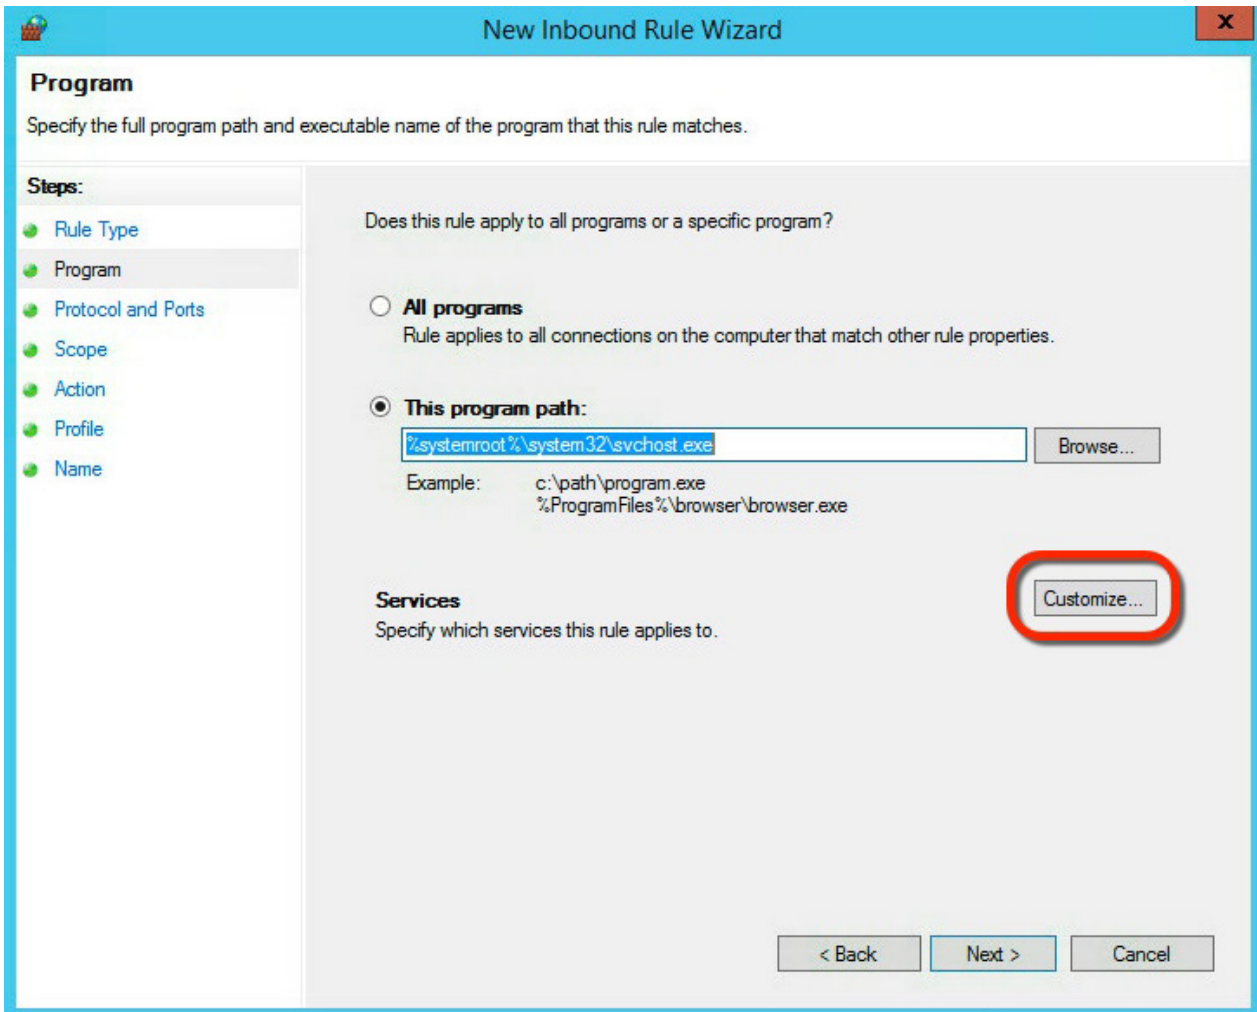 New Inbound Rule Wizard
x
Program
Specify the full program path and executable name of the program that this rule matches.
Steps:
Rule Type
Program
Protocol and Ports
Scope
Action
Profile
Name
Does this rule apply to all programs or a specific program?
All programs
Rule applies to all connections on the computer that match other rule properties.
This program path:
%systemroot%\system32\svchost.exe
Browse...
Example: c:\path\program.exe
%ProgramFiles%\browser\browser.exe
Services
Customize...
Specify which services this rule applies to.
< Back Next > Cancel